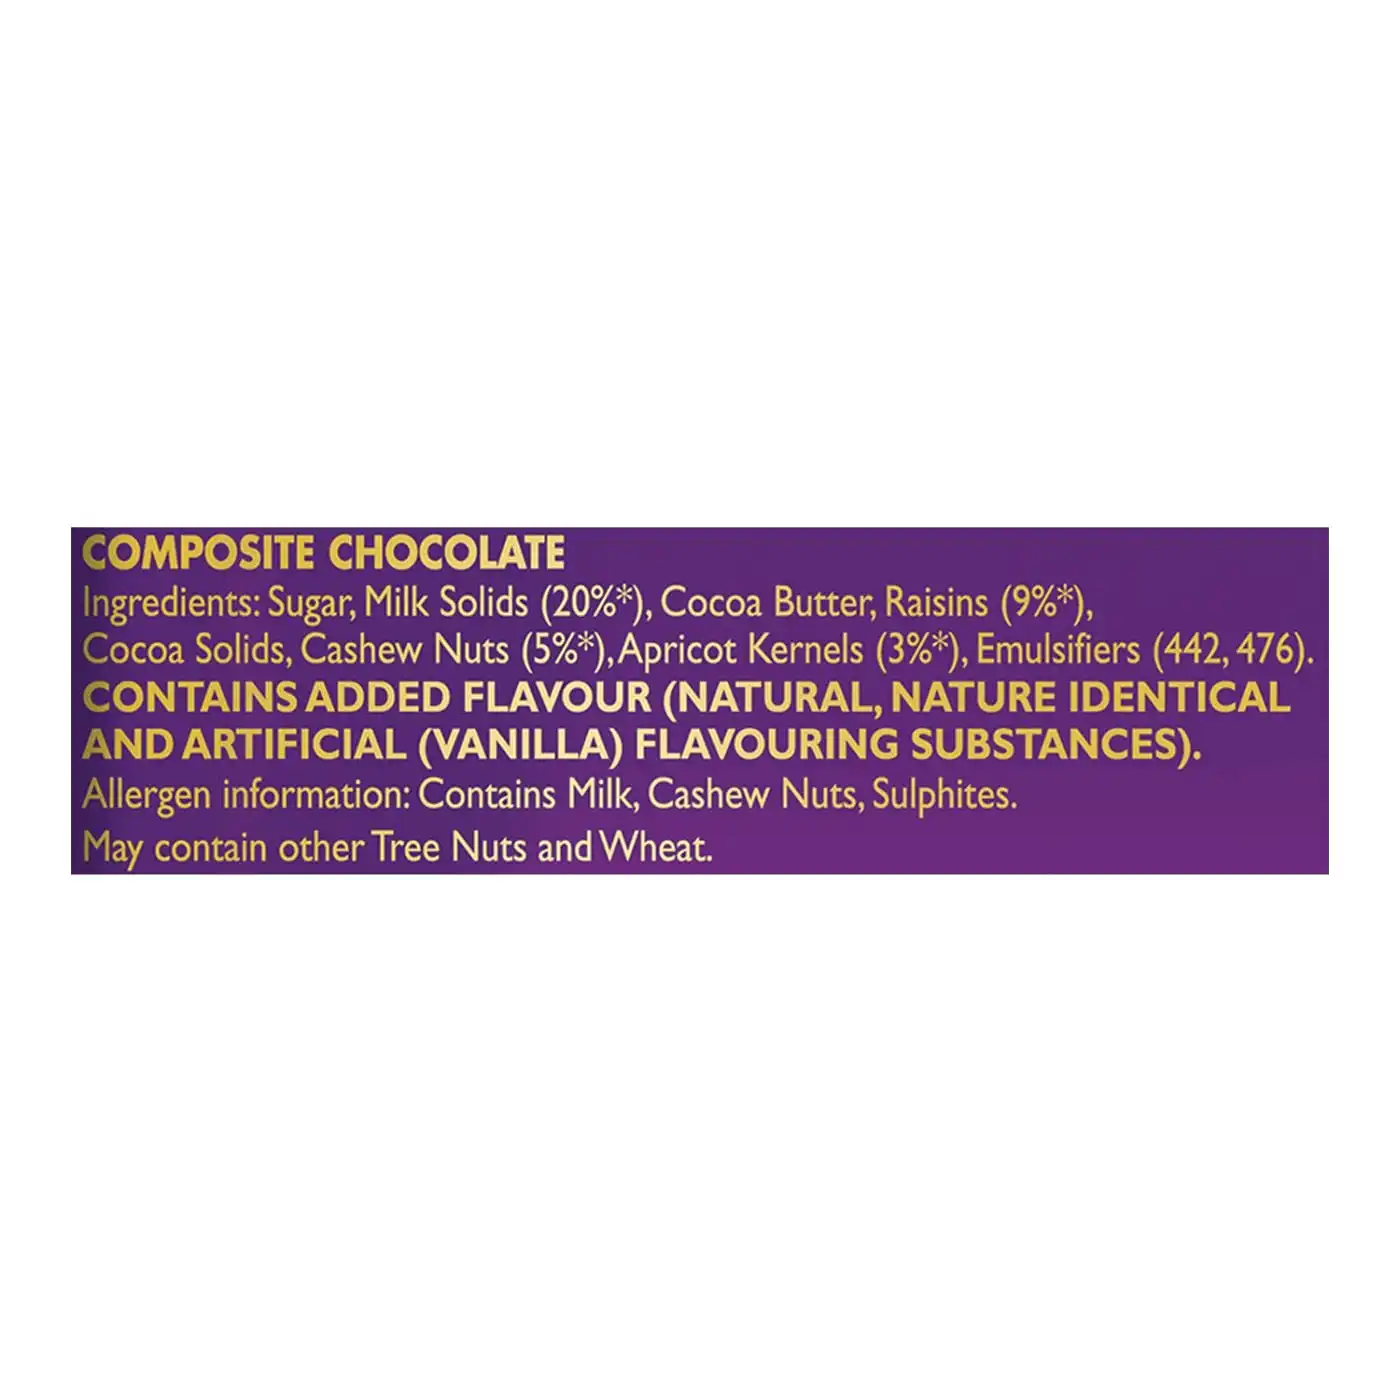 COMPOSITE CHOCOLATE
Ingredients: Sugar, Milk Solids (20%*), Cocoa Butter, Raisins (9%*),
Cocoa Solids, Cashew Nuts (5%*), Apricot Kernels (3%*), Emulsifiers (442, 476).
CONTAINS ADDED FLAVOUR (NATURAL, NATURE IDENTICAL
AND ARTIFICIAL (VANILLA) FLAVOURING SUBSTANCES).
Allergen information: Contains Milk, Cashew Nuts, Sulphites.
May contain other Tree Nuts and Wheat.